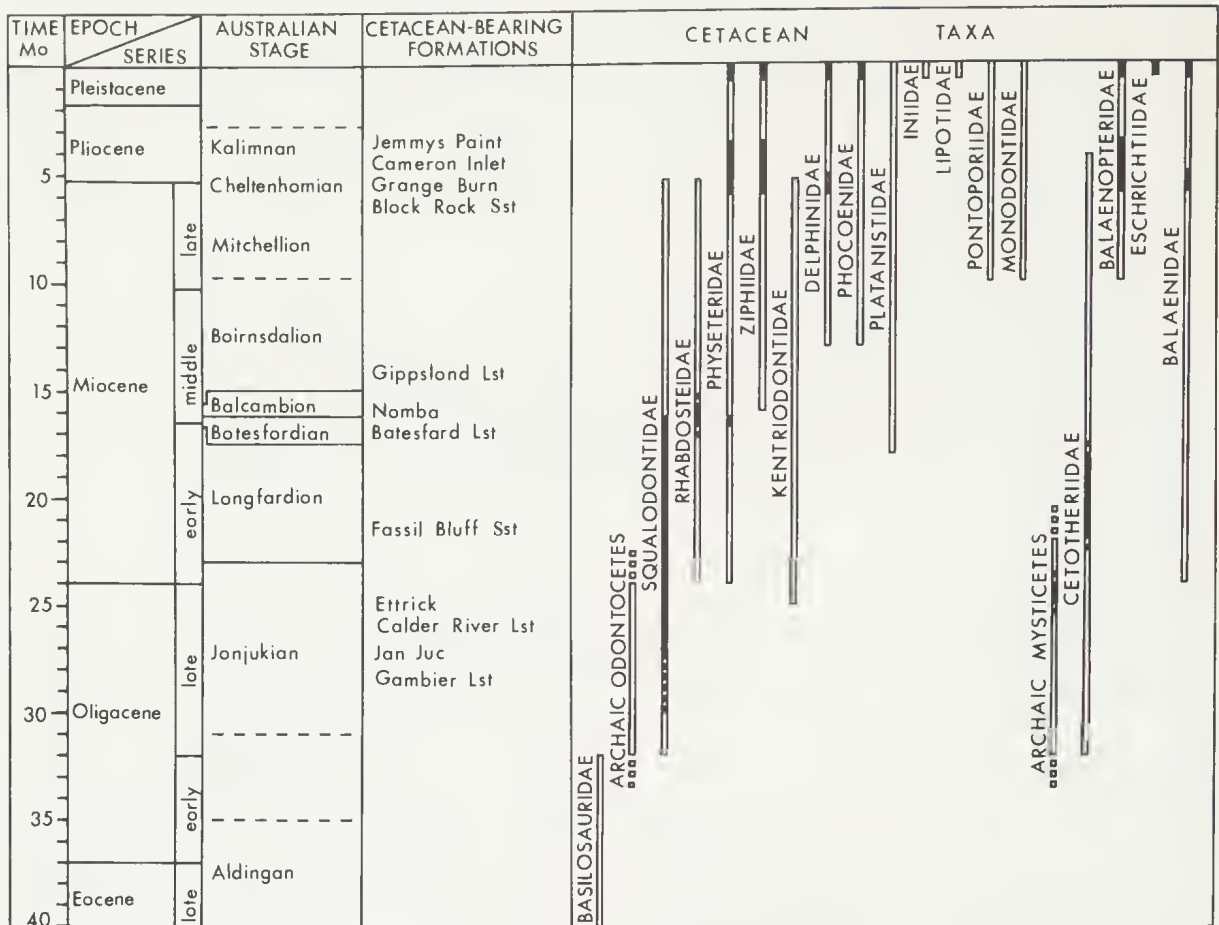 TIME
Mo
EPOCH
SERIES
AUSTRALIAN
STAGE
CETACEAN-BEARING
FORMATIONS
CETACEAN TAXA
Pleistacene
Pliocene
5
late
10
Miocene
middle
15
early
20
25
late
Oligacene
30
early
35
Eocene
late
40
Kalimnan
Cheltenhomian
Mitchellion
Boirnsdalion
Balcambion
Botesfordian
Longfardion
Jonjukian
Aldingan
Jemmys Paint
Cameron Inlet
Grange Burn
Block Rock Sst
Gippslond Lst
Nomba
Batesfard Lst
Fassil Bluff Sst
Ettrick
Calder River Lst
Jan Juc
Gambier Lst
BASILOSAURIDAE
ARCHAIC ODONTOCETES
SQUALODONTIDAE
RHABDOSTEIDAE
PHYSETERIDAE
ZIPHIIDAE
KENTRIODONTIDAE
DELPHINIDAE
PHOCOENIDAE
PLATANISTIDAE
INIIDAE
LIPOTIDAE
PONTOPORIIDAE
MONODONTIDAE
ARCHAIC MYSTICETES
CETOTHERIIDAE
BALAENOPTERIDAE
ESCHRICHTIIDAE
BALAENIDAE